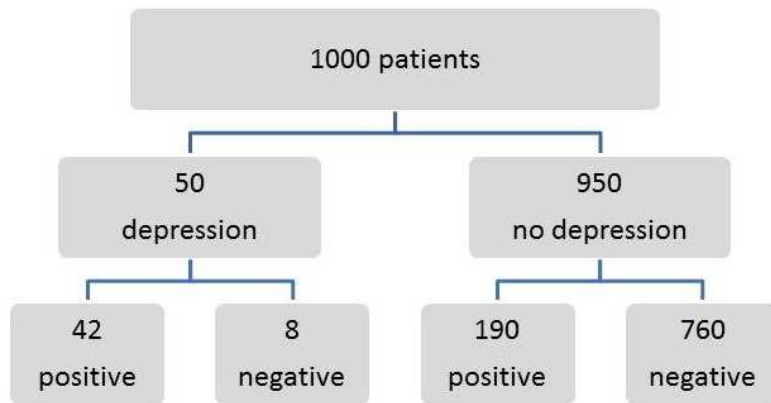 1000 patients
50
depression
950
no depression
42
positive
8
negative
190
positive
760
negative